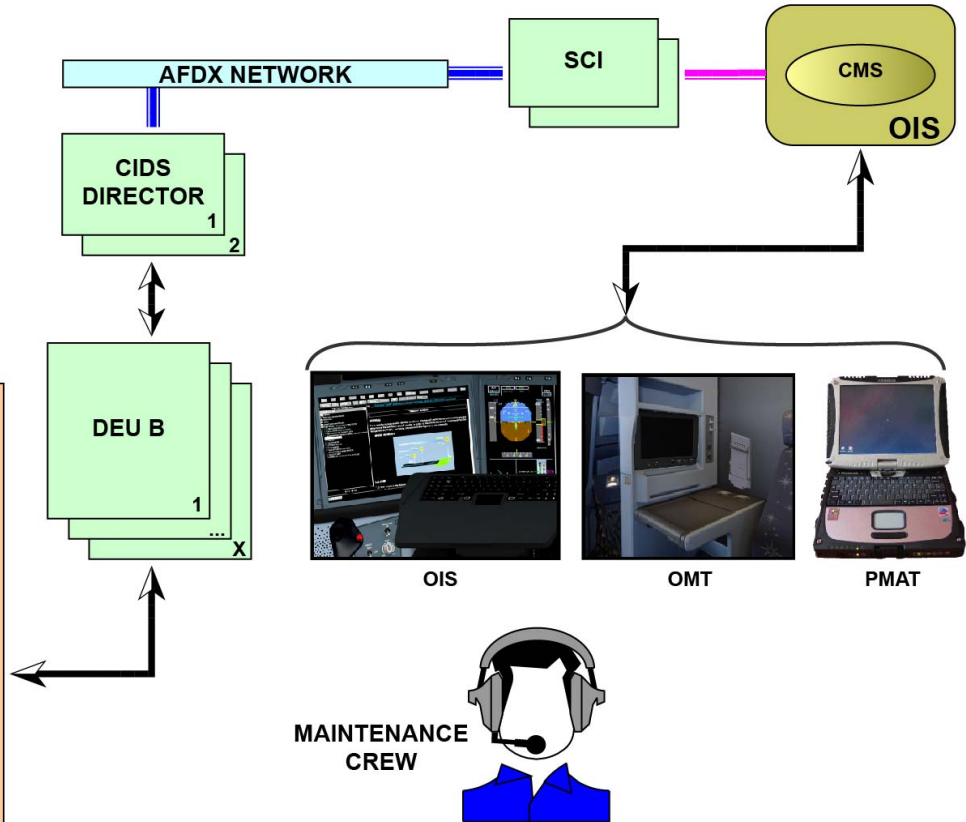 AFDX NETWORK
SCI
CMS
OIS
CIDS
DIRECTOR
1
2
DEU B
1
...
X
OIS
OMT
PMAT
MAINTENANCE
CREW